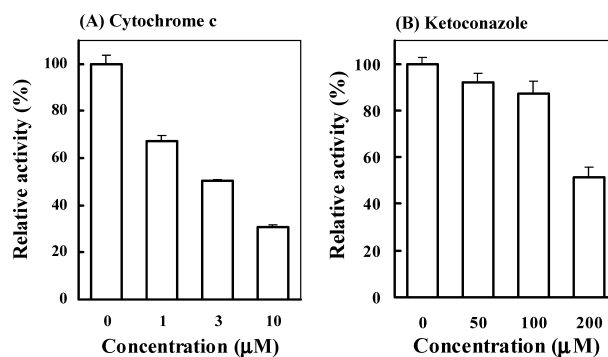 (A) Cytochrome c
Relative activity (%)
100
80
60
40
20
0
0 1 3 10
Concentration (μM)
(B) Ketoconazole
Relative activity (%)
100
80
60
40
20
0
0 50 100 200
Concentration (μM)